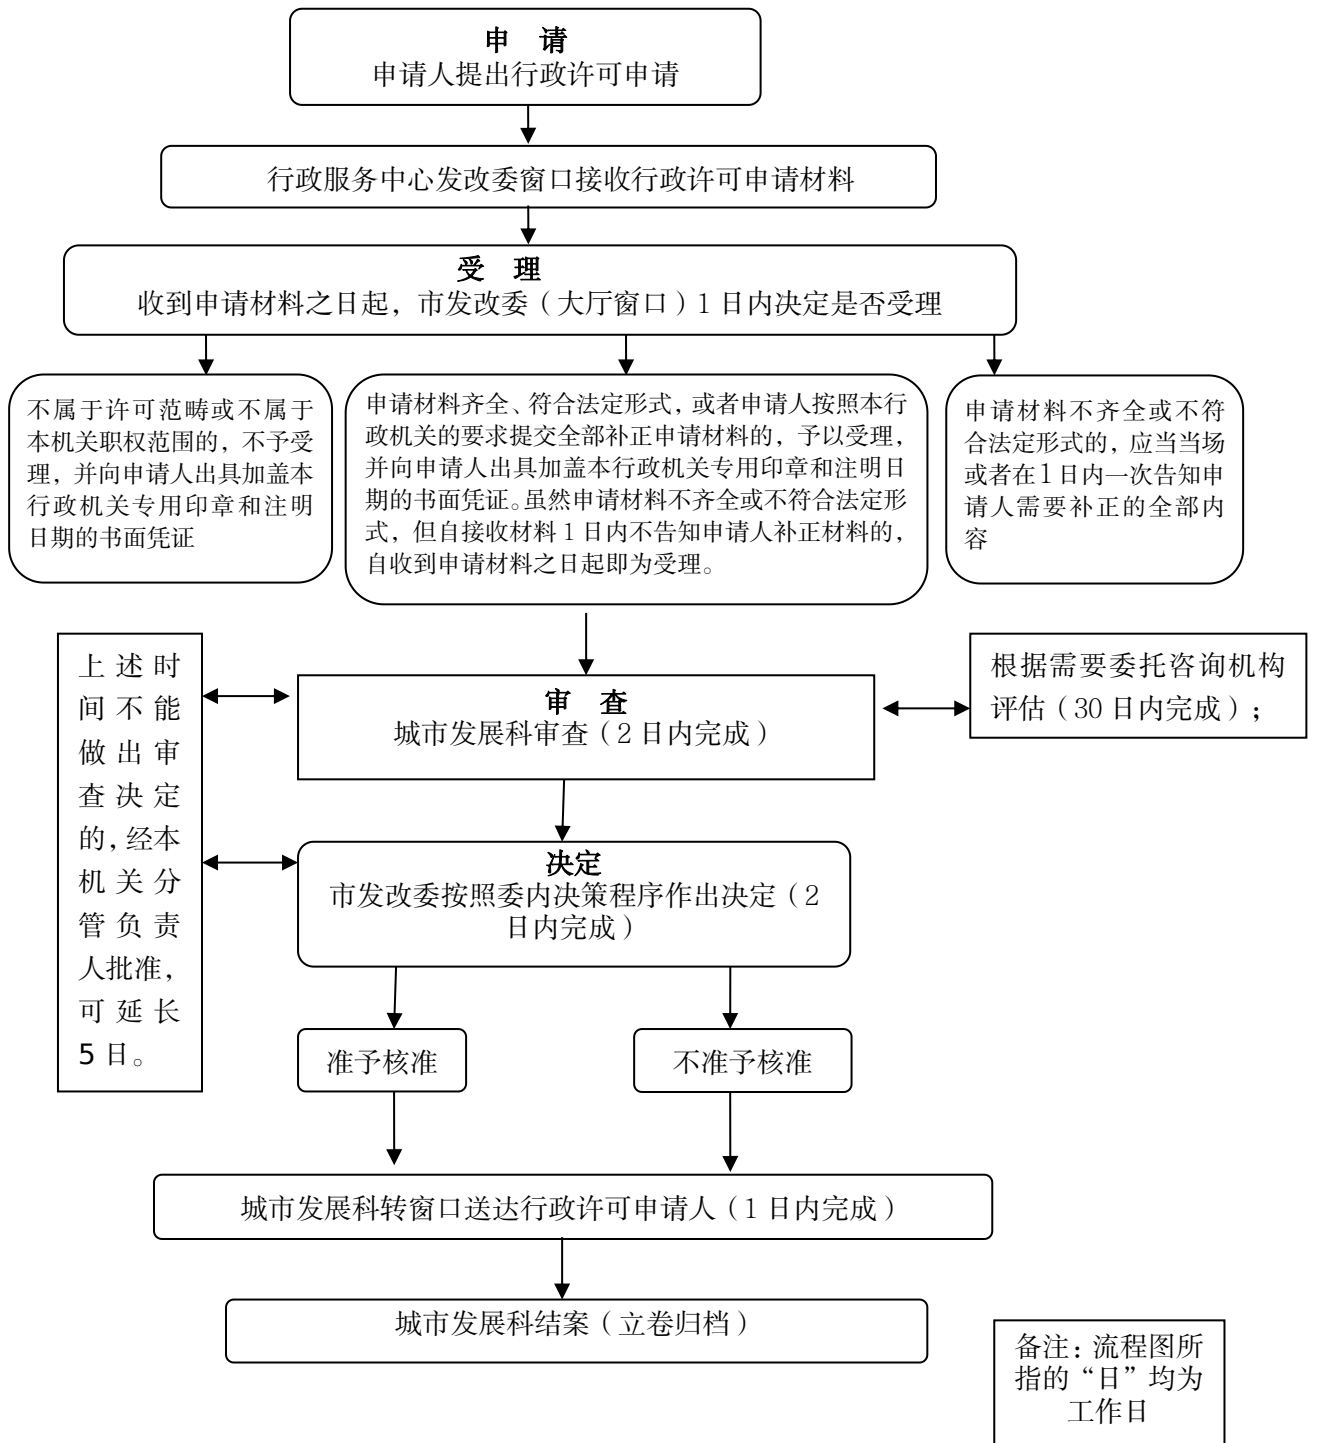 申　请
申请人提出行政许可申请
行政服务中心发改委窗口接收行政许可申请材料
受　理
收到申请材料之日起，市发改委（大厅窗口）1 日内决定是否受理
不属于许可范畴或不属于
本机关职权范围的，不予受
理，并向申请人出具加盖本
行政机关专用印章和注明
日期的书面凭证
申请材料齐全、符合法定形式，或者申请人按照本行
政机关的要求提交全部补正申请材料的，予以受理，
并向申请人出具加盖本行政机关专用印章和注明日
期的书面凭证。虽然申请材料不齐全或不符合法定形
式，但自接收材料 1 日内不告知申请人补正材料的，
自收到申请材料之日起即为受理。
申请材料不齐全或不符
合法定形式的，应当当场
或者在1日内一次告知申
请人需要补正的全部内
容
上述时
间不能
做出审
查决定
的，经本
机关分
管负责
人批准，
可延长
5 日。
审　查
城市发展科审查（2 日内完成）
根据需要委托咨询机构
评估（30 日内完成）；
决定
市发改委按照委内决策程序作出决定（2
日内完成）
准予核准
不准予核准
城市发展科转窗口送达行政许可申请人（1 日内完成）
城市发展科结案（立卷归档）
备注：流程图所
指的“日”均为
工作日